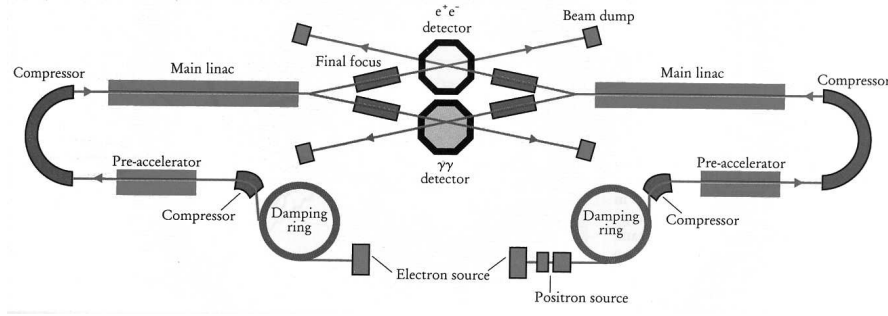 e⁺e⁻
detector
Beam dump
Final focus
Compressor
Main linac
Main linac
Compressor
Pre-accelerator
Pre-accelerator
γγ
detector
Compressor
Damping
ring
Damping
ring
Compressor
Electron source
Positron source